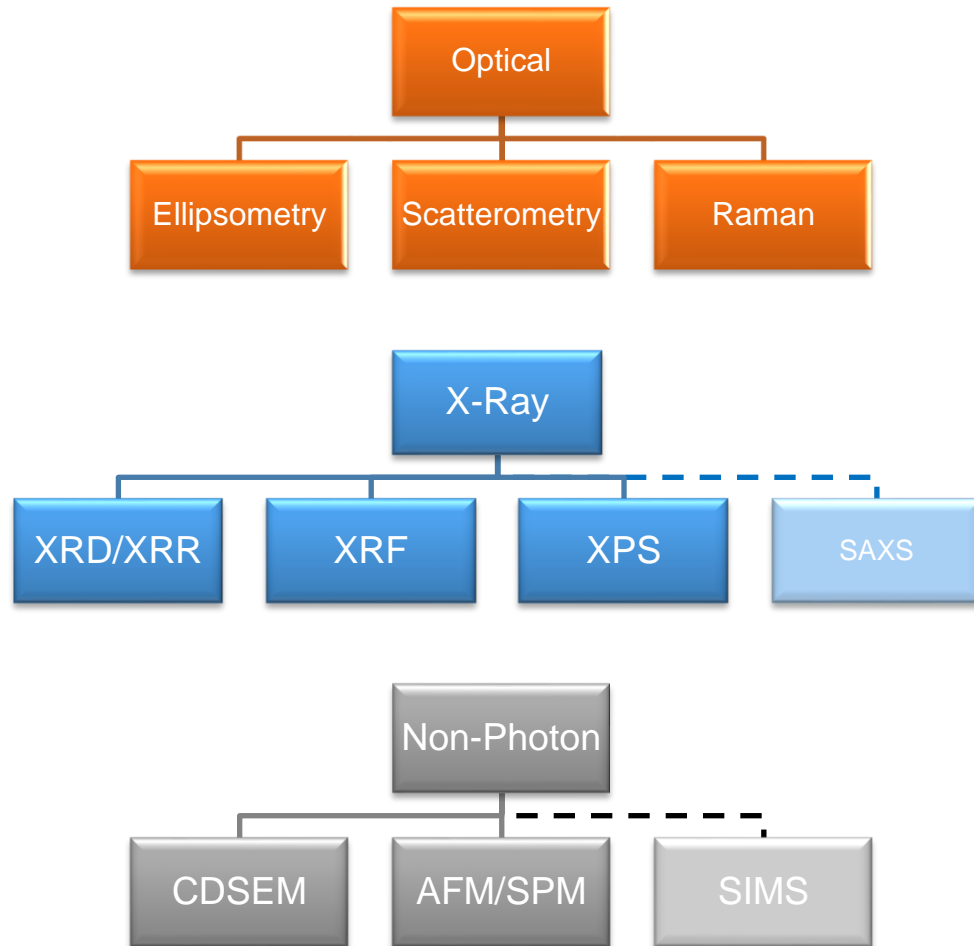 Optical
Ellipsometry
Scatterometry
Raman
X-Ray
XRD/XRR
XRF
XPS
SAXS
Non-Photon
CDSEM
AFM/SPM
SIMS